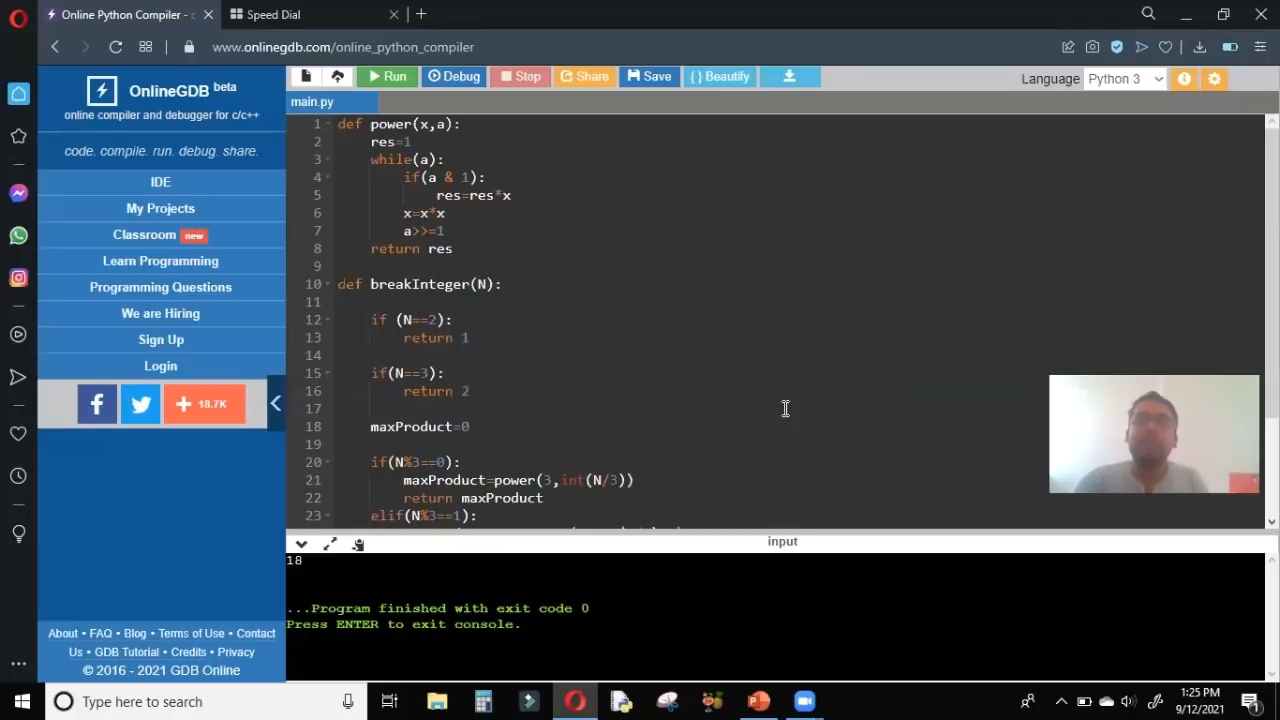 Online Python Compiler - c
Speed Dial
www.onlinegdb.com/online_python_compiler
OnlineGDB beta
online compiler and debugger for c/c++
code. compile. run. debug. share.
IDE
My Projects
Classroom new
Learn Programming
Programming Questions
We are Hiring
Sign Up
Login
18.7K
About • FAQ • Blog • Terms of Use • Contact
Us • GDB Tutorial • Credits • Privacy
© 2016 - 2021 GDB Online
Run Debug Stop Share Save { } Beautify
Language Python 3
main.py
1 def power(x,a):
2 res=1
3 while(a):
4 if(a & 1):
5 res=res*x
6 x=x*x
7 a>>=1
8 return res
9
10 def breakInteger(N):
11
12 if (N==2):
13 return 1
14
15 if(N==3):
16 return 2
17
18 maxProduct=0
19
20 if(N%3==0):
21 maxProduct=power(3,int(N/3))
22 return maxProduct
23 elif(N%3==1):
input
18
...Program finished with exit code 0
Press ENTER to exit console.
Type here to search
1:25 PM
9/12/2021
1